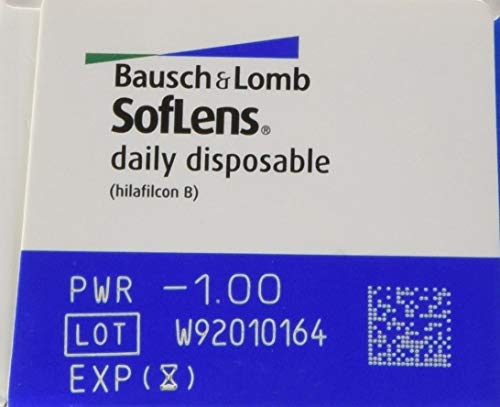 Bausch & Lomb
SofLens®
daily disposable
(hilafilcon B)
PWR -1.00
LOT W92010164
EXP (⌛)